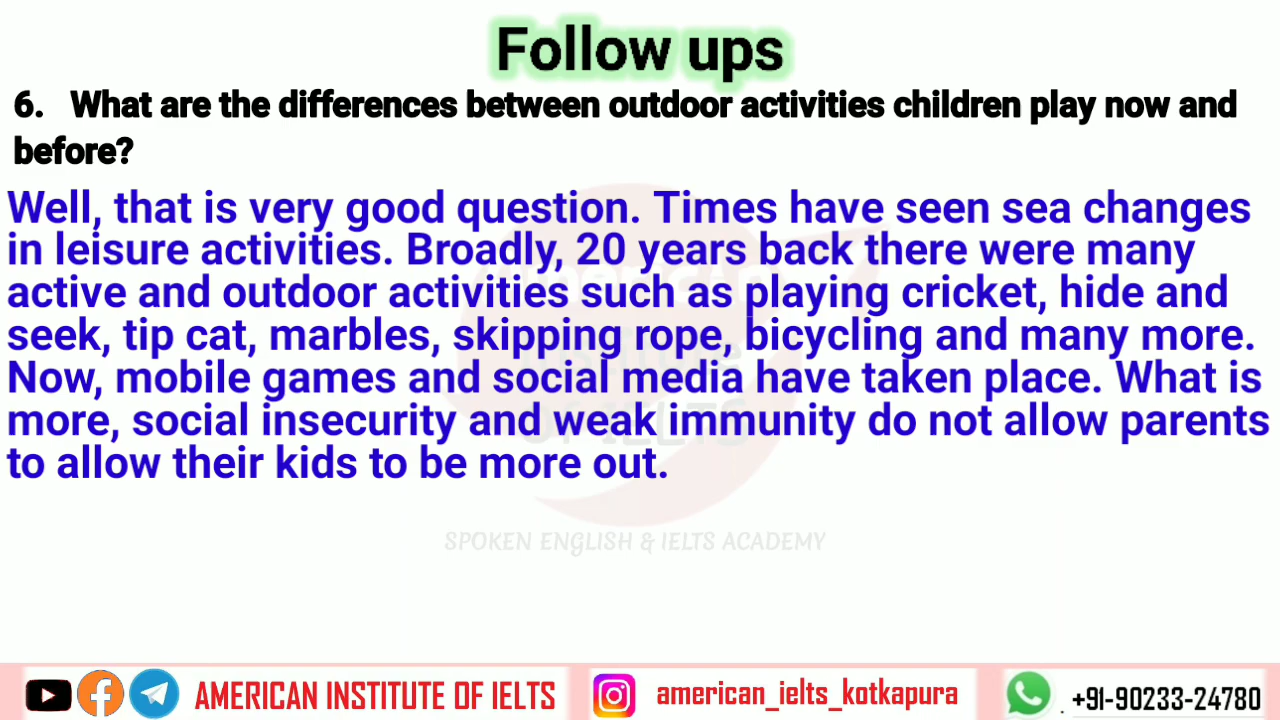 Follow ups
6. What are the differences between outdoor activities children play now and
before?
Well, that is very good question. Times have seen sea changes
in leisure activities. Broadly, 20 years back there were many
active and outdoor activities such as playing cricket, hide and
seek, tip cat, marbles, skipping rope, bicycling and many more.
Now, mobile games and social media have taken place. What is
more, social insecurity and weak immunity do not allow parents
to allow their kids to be more out.
OF IELTS
SPOKEN ENGLISH & IELTS ACADEMY
AMERICAN INSTITUTE OF IELTS
american_ielts_kotkapura
. +91-90233-24780